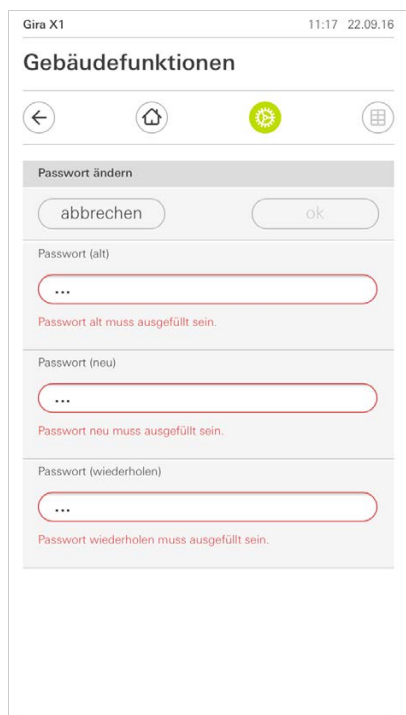 Gira X1 11:17 22.09.16
Gebäudefunktionen
Passwort ändern
abbrechen ok
Passwort (alt)
...
Passwort alt muss ausgefüllt sein.
Passwort (neu)
...
Passwort neu muss ausgefüllt sein.
Passwort (wiederholen)
...
Passwort wiederholen muss ausgefüllt sein.